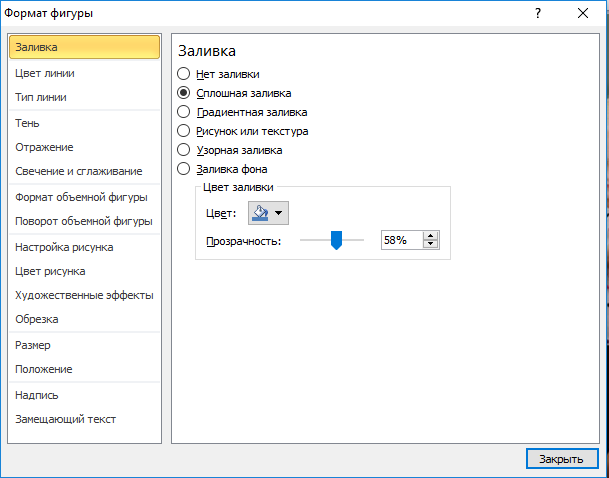 Формат фигуры
?
Заливка
Цвет линии
Тип линии
Тень
Отражение
Свечение и сглаживание
Формат объемной фигуры
Поворот объемной фигуры
Настройка рисунка
Цвет рисунка
Художественные эффекты
Обрезка
Размер
Положение
Надпись
Замещающий текст
Заливка
Нет заливки
Сплошная заливка
Градиентная заливка
Рисунок или текстура
Узорная заливка
Заливка фона
Цвет заливки
Цвет:
Прозрачность:
58%
Закрыть